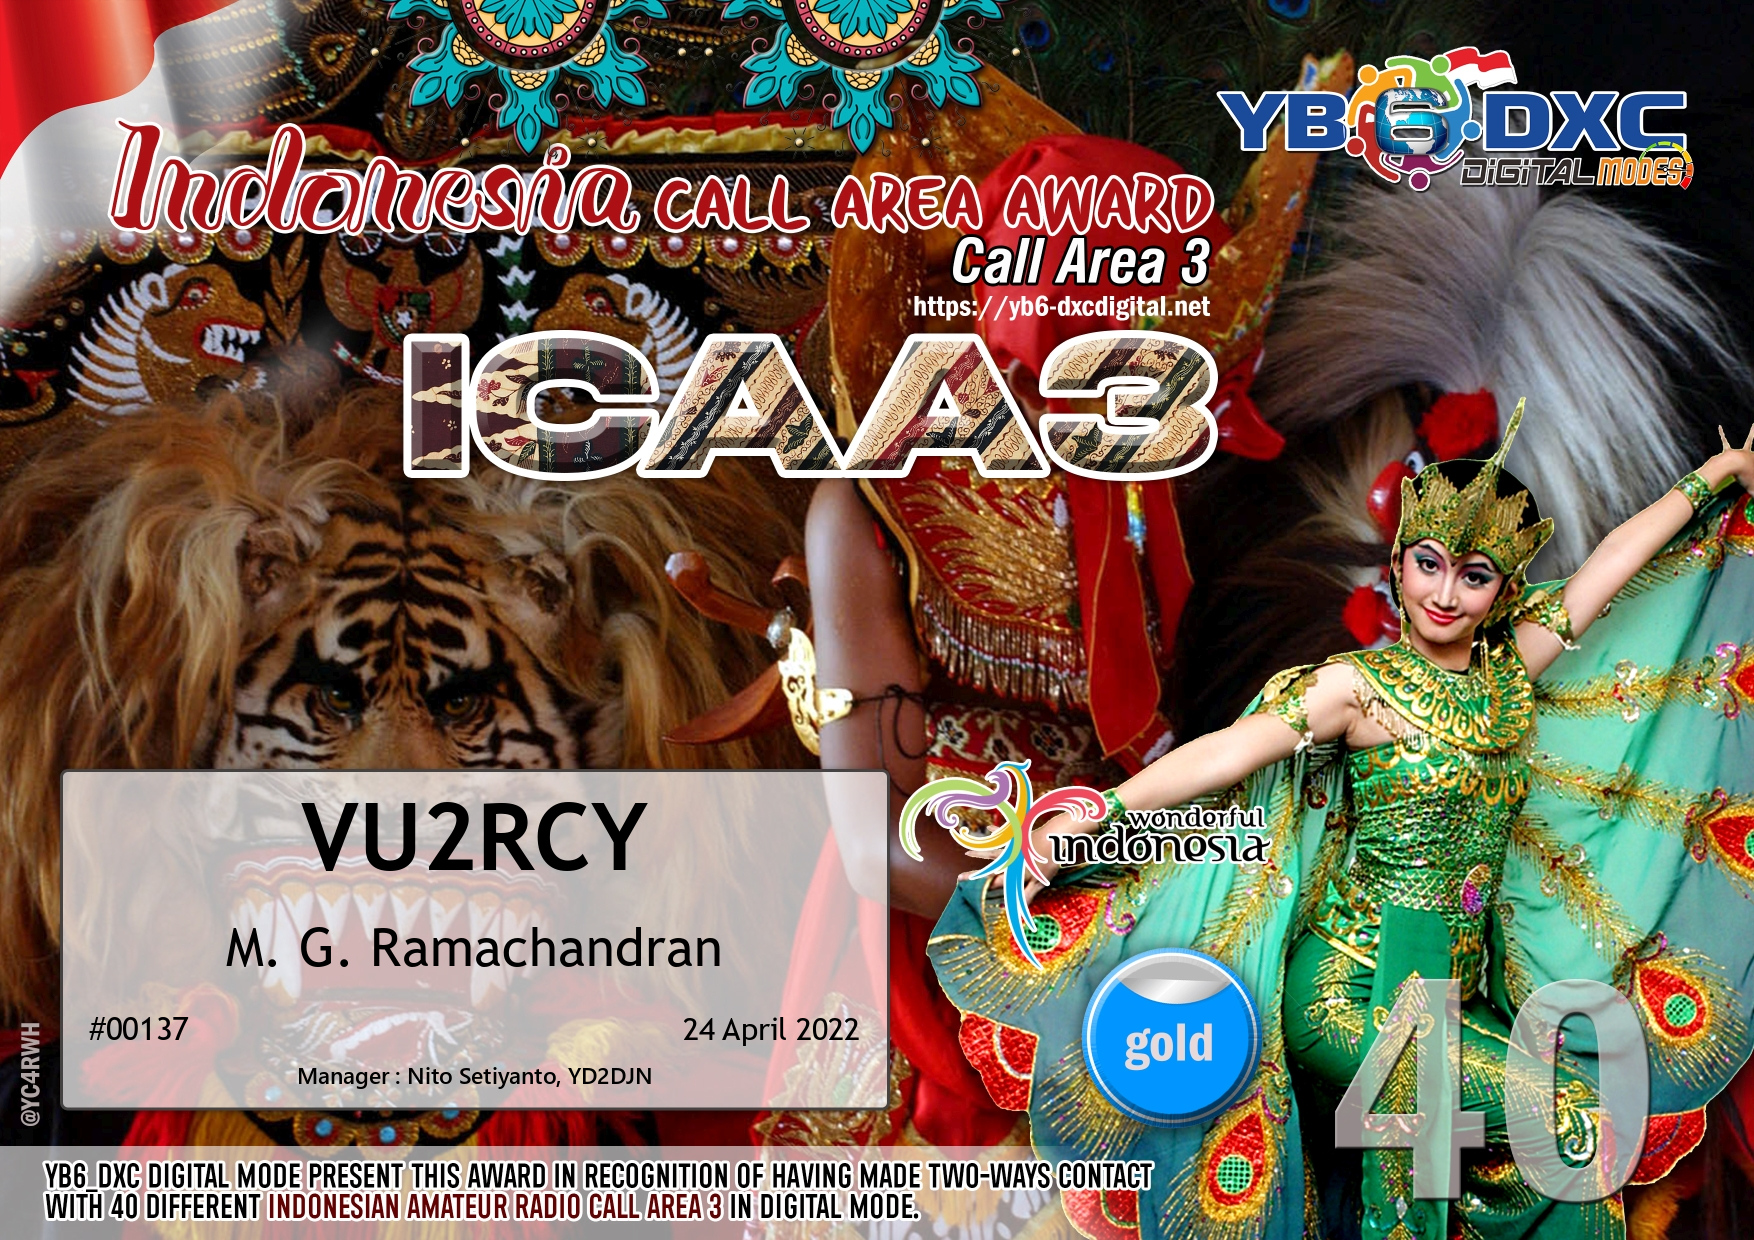 YB6 DXC
DIGITAL MODES
Indonesia CALL AREA AWARD
Call Area 3
https://yb6-dxcdigital.net
ICAA3
VU2RCY
M. G. Ramachandran
#00137
24 April 2022
Manager : Nito Setiyanto, YD2DJN
wonderful
indonesia
gold
40
@YC4RWH
YB6_DXC DIGITAL MODE PRESENT THIS AWARD IN RECOGNITION OF HAVING MADE TWO-WAYS CONTACT
WITH 40 DIFFERENT INDONESIAN AMATEUR RADIO CALL AREA 3 IN DIGITAL MODE.